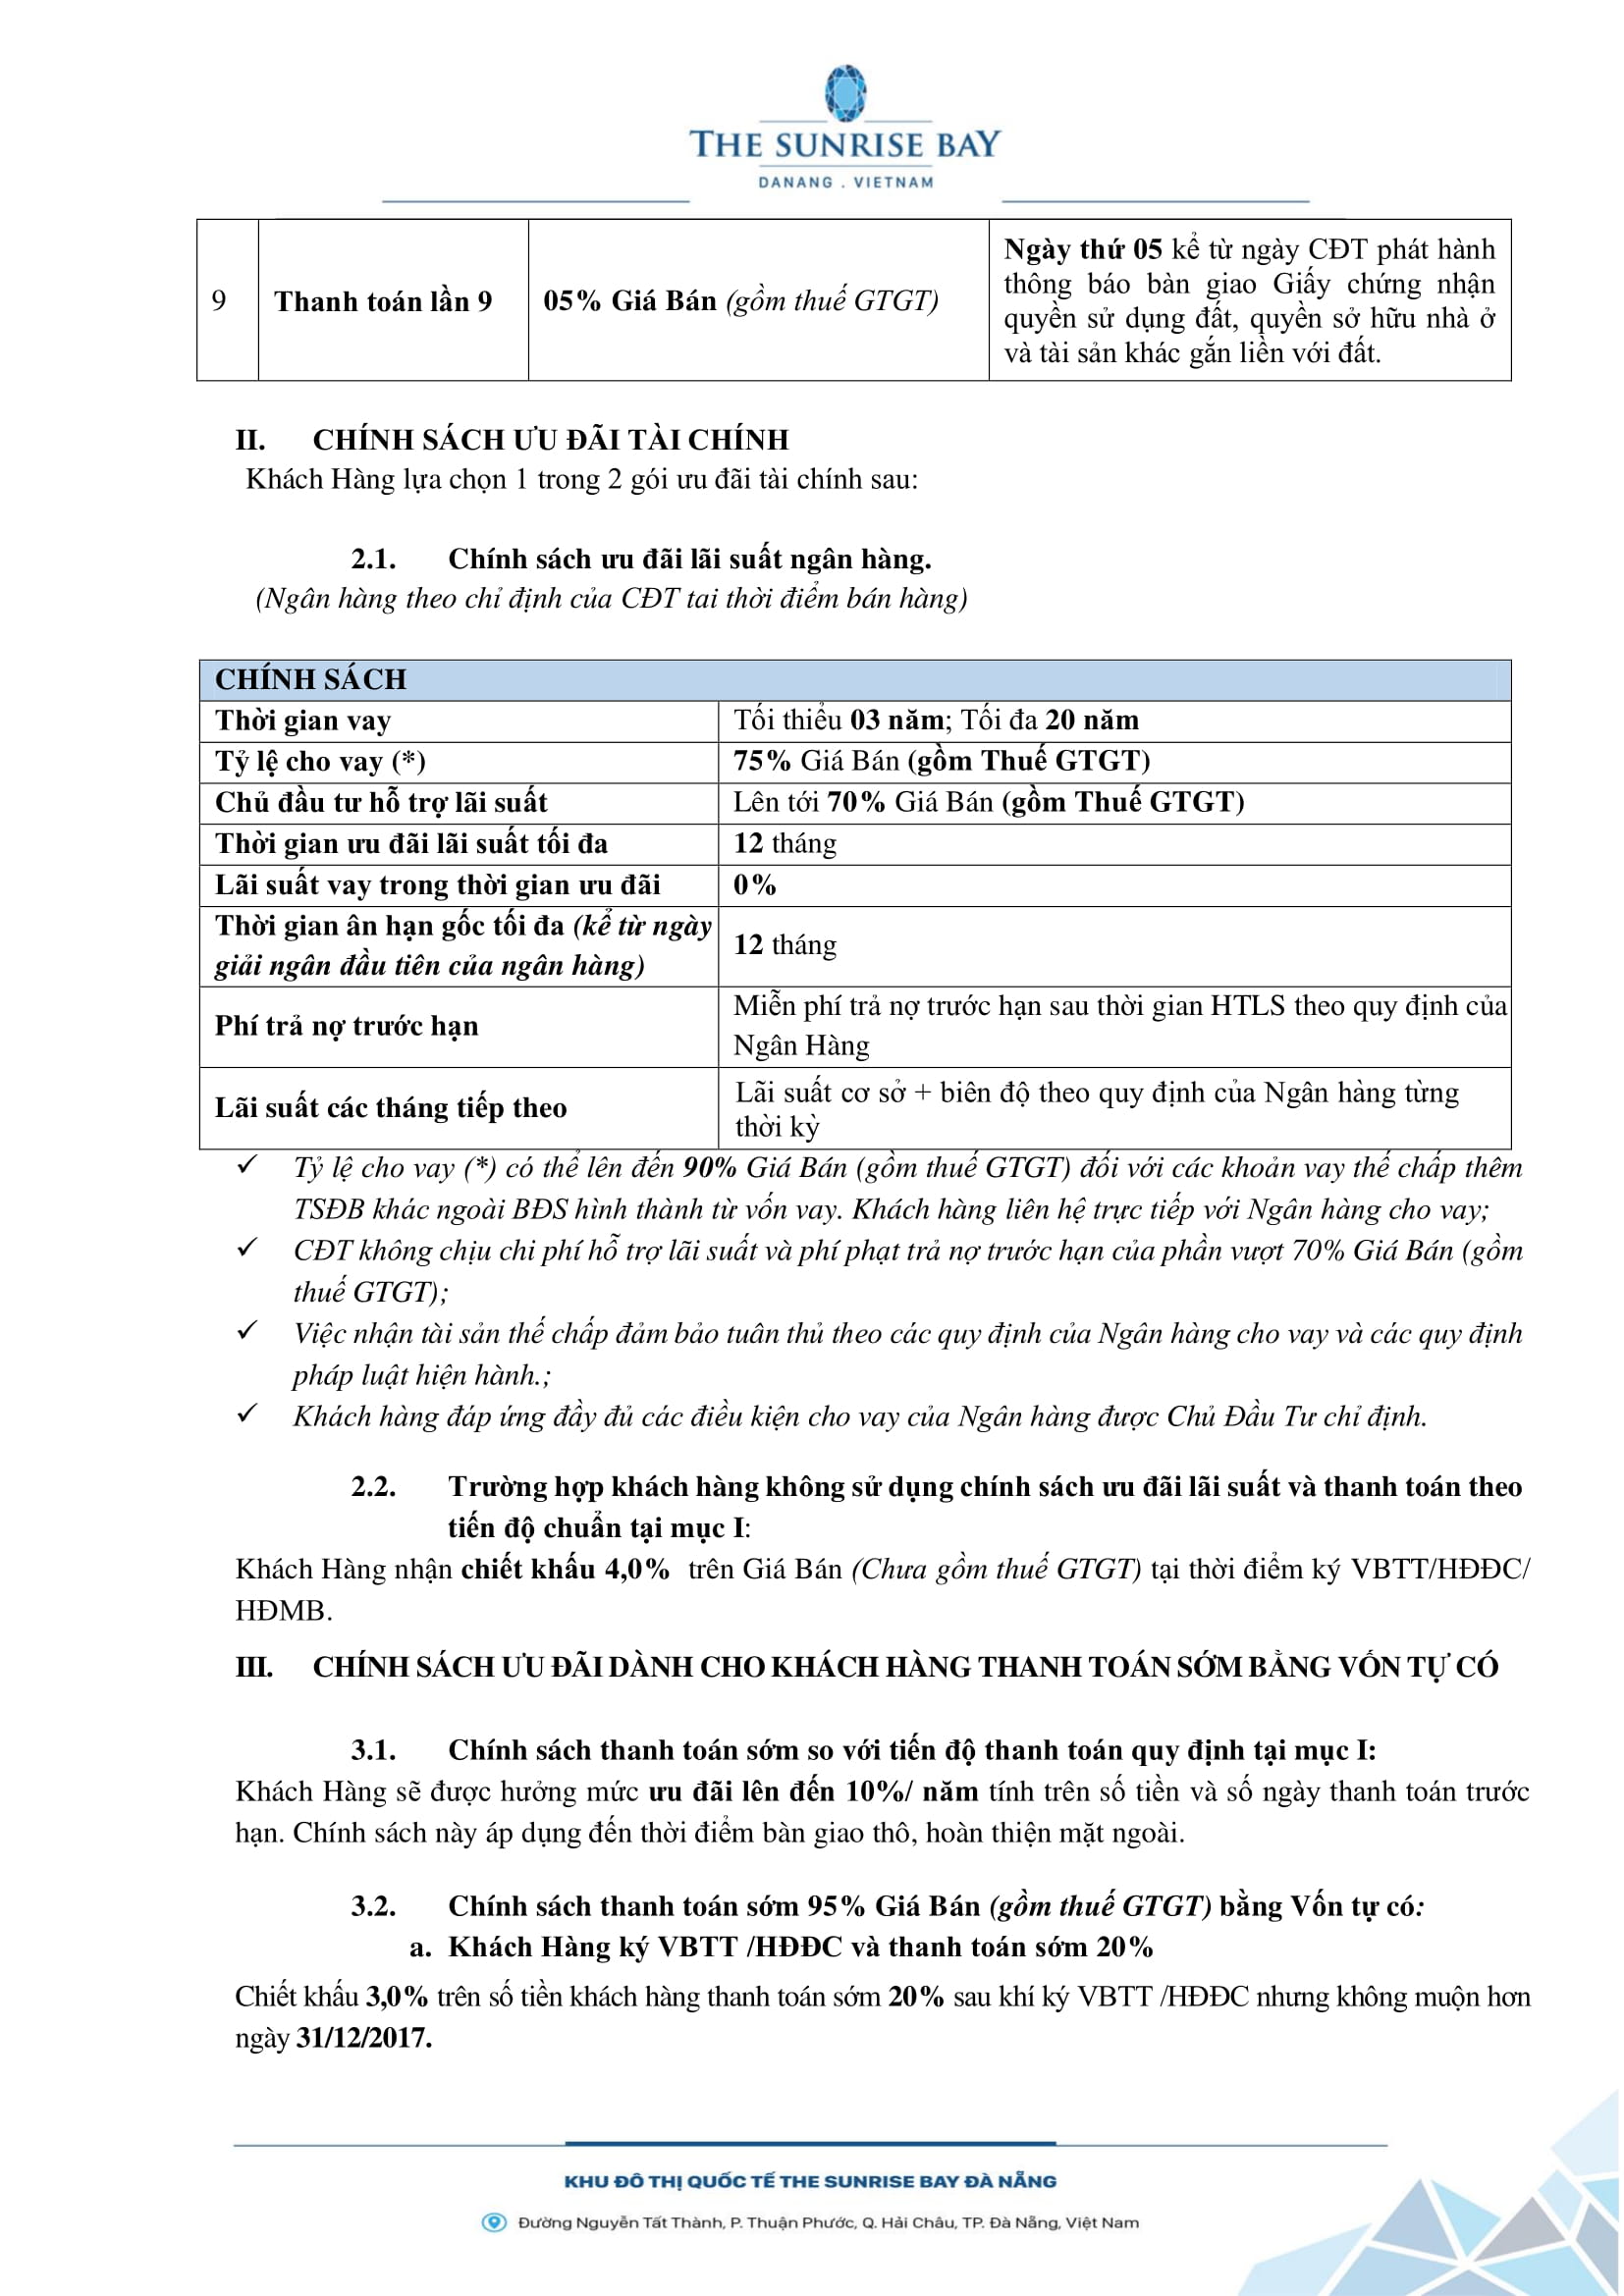 THE SUNRISE BAY
DANANG . VIETNAM
9
Thanh toán lần 9
05% Giá Bán (gồm thuế GTGT)
Ngày thứ 05 kể từ ngày CĐT phát hành
thông báo bàn giao Giấy chứng nhận
quyền sử dụng đất, quyền sở hữu nhà ở
và tài sản khác gắn liền với đất.
II. CHÍNH SÁCH ƯU ĐÃI TÀI CHÍNH
Khách Hàng lựa chọn 1 trong 2 gói ưu đãi tài chính sau:
2.1. Chính sách ưu đãi lãi suất ngân hàng.
(Ngân hàng theo chỉ định của CĐT tai thời điểm bán hàng)
CHÍNH SÁCH
Thời gian vay
Tối thiểu 03 năm; Tối đa 20 năm
Tỷ lệ cho vay (*)
75% Giá Bán (gồm Thuế GTGT)
Chủ đầu tư hỗ trợ lãi suất
Lên tới 70% Giá Bán (gồm Thuế GTGT)
Thời gian ưu đãi lãi suất tối đa
12 tháng
Lãi suất vay trong thời gian ưu đãi
0%
Thời gian ân hạn gốc tối đa (kể từ ngày
giải ngân đầu tiên của ngân hàng)
12 tháng
Phí trả nợ trước hạn
Miễn phí trả nợ trước hạn sau thời gian HTLS theo quy định của
Ngân Hàng
Lãi suất các tháng tiếp theo
Lãi suất cơ sở + biên độ theo quy định của Ngân hàng từng
thời kỳ
✓ Tỷ lệ cho vay (*) có thể lên đến 90% Giá Bán (gồm thuế GTGT) đối với các khoản vay thế chấp thêm
TSĐB khác ngoài BĐS hình thành từ vốn vay. Khách hàng liên hệ trực tiếp với Ngân hàng cho vay;
✓ CĐT không chịu chi phí hỗ trợ lãi suất và phí phạt trả nợ trước hạn của phần vượt 70% Giá Bán (gồm
thuế GTGT);
✓ Việc nhận tài sản thế chấp đảm bảo tuân thủ theo các quy định của Ngân hàng cho vay và các quy định
pháp luật hiện hành.;
✓ Khách hàng đáp ứng đầy đủ các điều kiện cho vay của Ngân hàng được Chủ Đầu Tư chỉ định.
2.2. Trường hợp khách hàng không sử dụng chính sách ưu đãi lãi suất và thanh toán theo
tiến độ chuẩn tại mục I:
Khách Hàng nhận chiết khấu 4,0% trên Giá Bán (Chưa gồm thuế GTGT) tại thời điểm ký VBTT/HĐĐC/
HĐMB.
III. CHÍNH SÁCH ƯU ĐÃI DÀNH CHO KHÁCH HÀNG THANH TOÁN SỚM BẰNG VỐN TỰ CÓ
3.1. Chính sách thanh toán sớm so với tiến độ thanh toán quy định tại mục I:
Khách Hàng sẽ được hưởng mức ưu đãi lên đến 10%/ năm tính trên số tiền và số ngày thanh toán trước
hạn. Chính sách này áp dụng đến thời điểm bàn giao thô, hoàn thiện mặt ngoài.
3.2. Chính sách thanh toán sớm 95% Giá Bán (gồm thuế GTGT) bằng Vốn tự có:
a. Khách Hàng ký VBTT /HĐĐC và thanh toán sớm 20%
Chiết khấu 3,0% trên số tiền khách hàng thanh toán sớm 20% sau khí ký VBTT /HĐĐC nhưng không muộn hơn
ngày 31/12/2017.
KHU ĐÔ THỊ QUỐC TẾ THE SUNRISE BAY ĐÀ NẴNG
Đường Nguyễn Tất Thành, P. Thuận Phước, Q. Hải Châu, TP. Đà Nẵng, Việt Nam